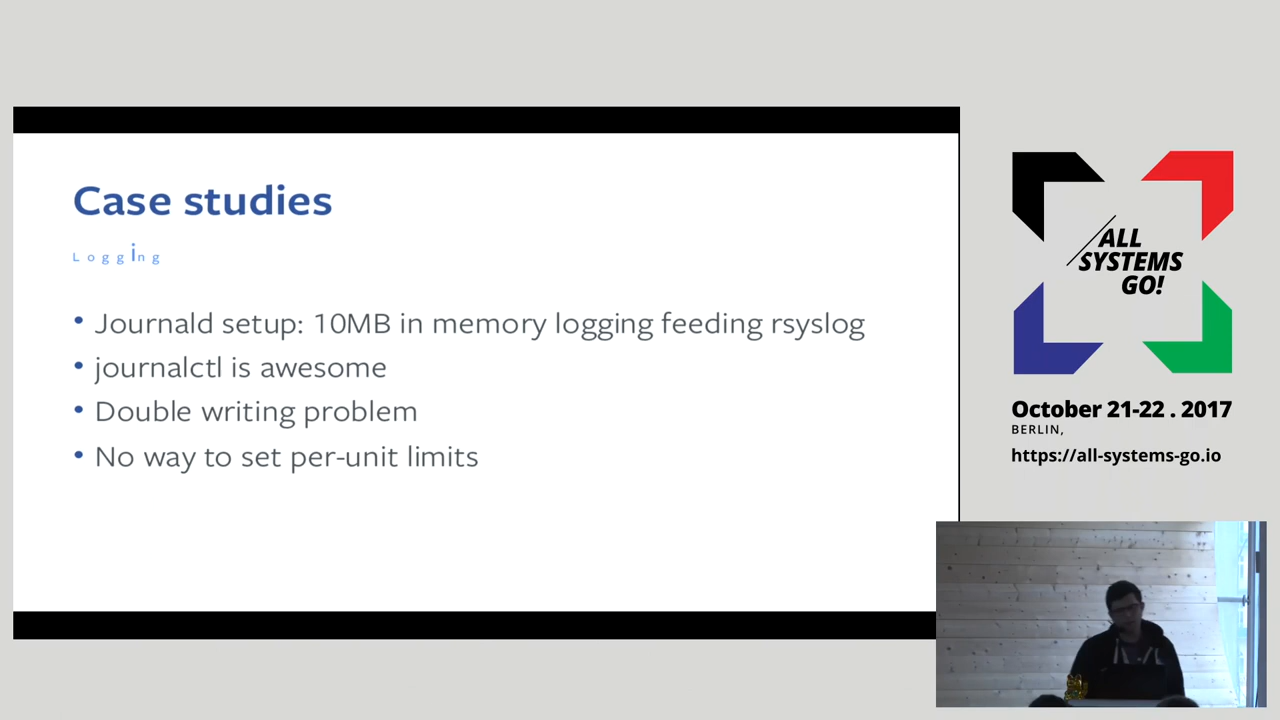 Case studies
Logging
• Journald setup: 10MB in memory logging feeding rsyslog
• journalctl is awesome
• Double writing problem
• No way to set per-unit limits
ALL
SYSTEMS
GO!
October 21-22 . 2017
BERLIN,
https://all-systems-go.io